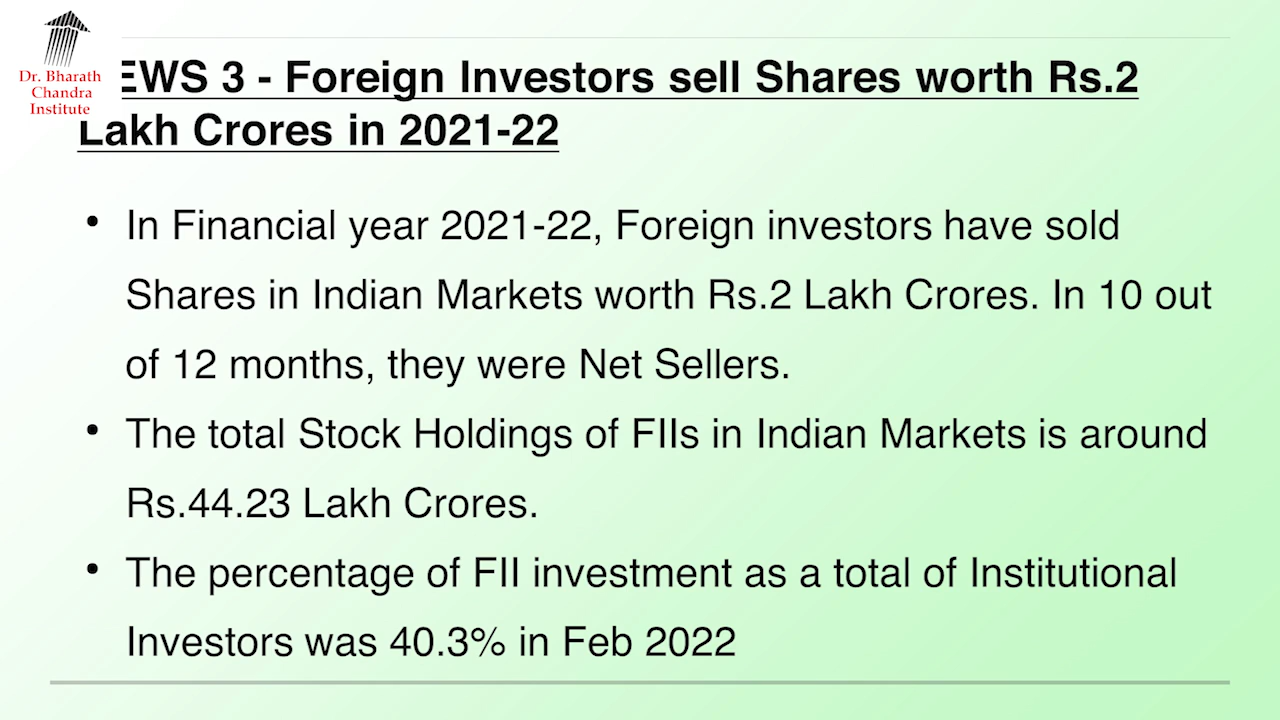 Dr. Bharath
Chandra
Institute
EWS 3 - Foreign Investors sell Shares worth Rs.2
Lakh Crores in 2021-22
• In Financial year 2021-22, Foreign investors have sold
Shares in Indian Markets worth Rs.2 Lakh Crores. In 10 out
of 12 months, they were Net Sellers.
• The total Stock Holdings of FIIs in Indian Markets is around
Rs.44.23 Lakh Crores.
• The percentage of FII investment as a total of Institutional
Investors was 40.3% in Feb 2022